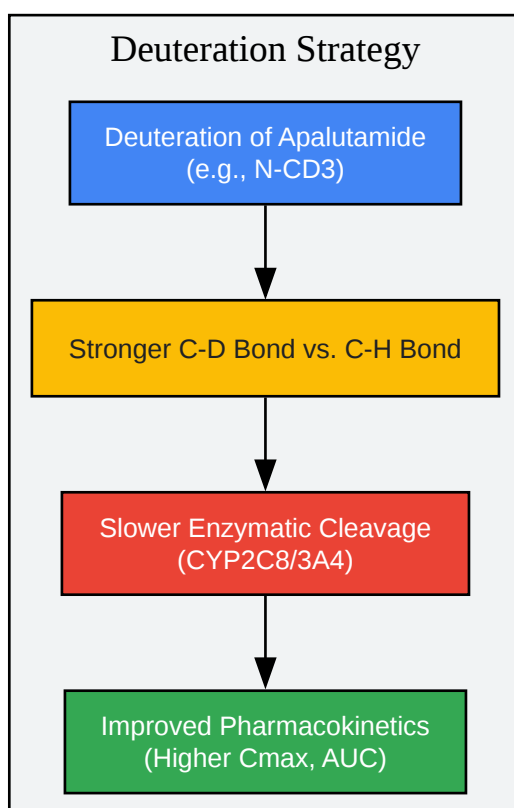 Deuteration Strategy
Deuteration of Apalutamide
(e.g., N-CD3)
Stronger C-D Bond vs. C-H Bond
Slower Enzymatic Cleavage
(CYP2C8/3A4)
Improved Pharmacokinetics
(Higher Cmax, AUC)